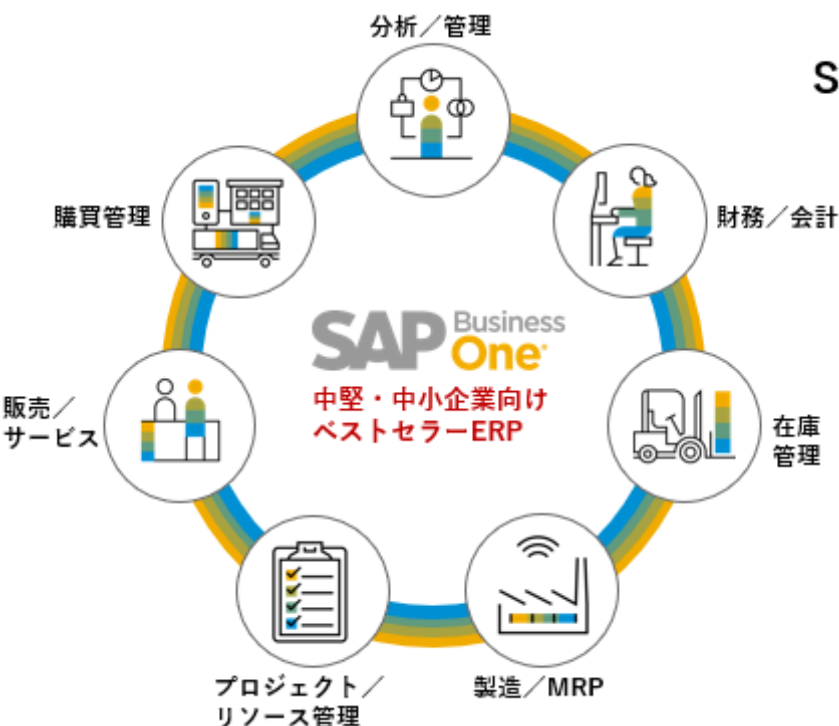 分析／管理
S
購買管理
財務／会計
SAP Business One
中堅・中小企業向け
ベストセラーERP
販売／
サービス
在庫
管理
プロジェクト／
リソース管理
製造／MRP